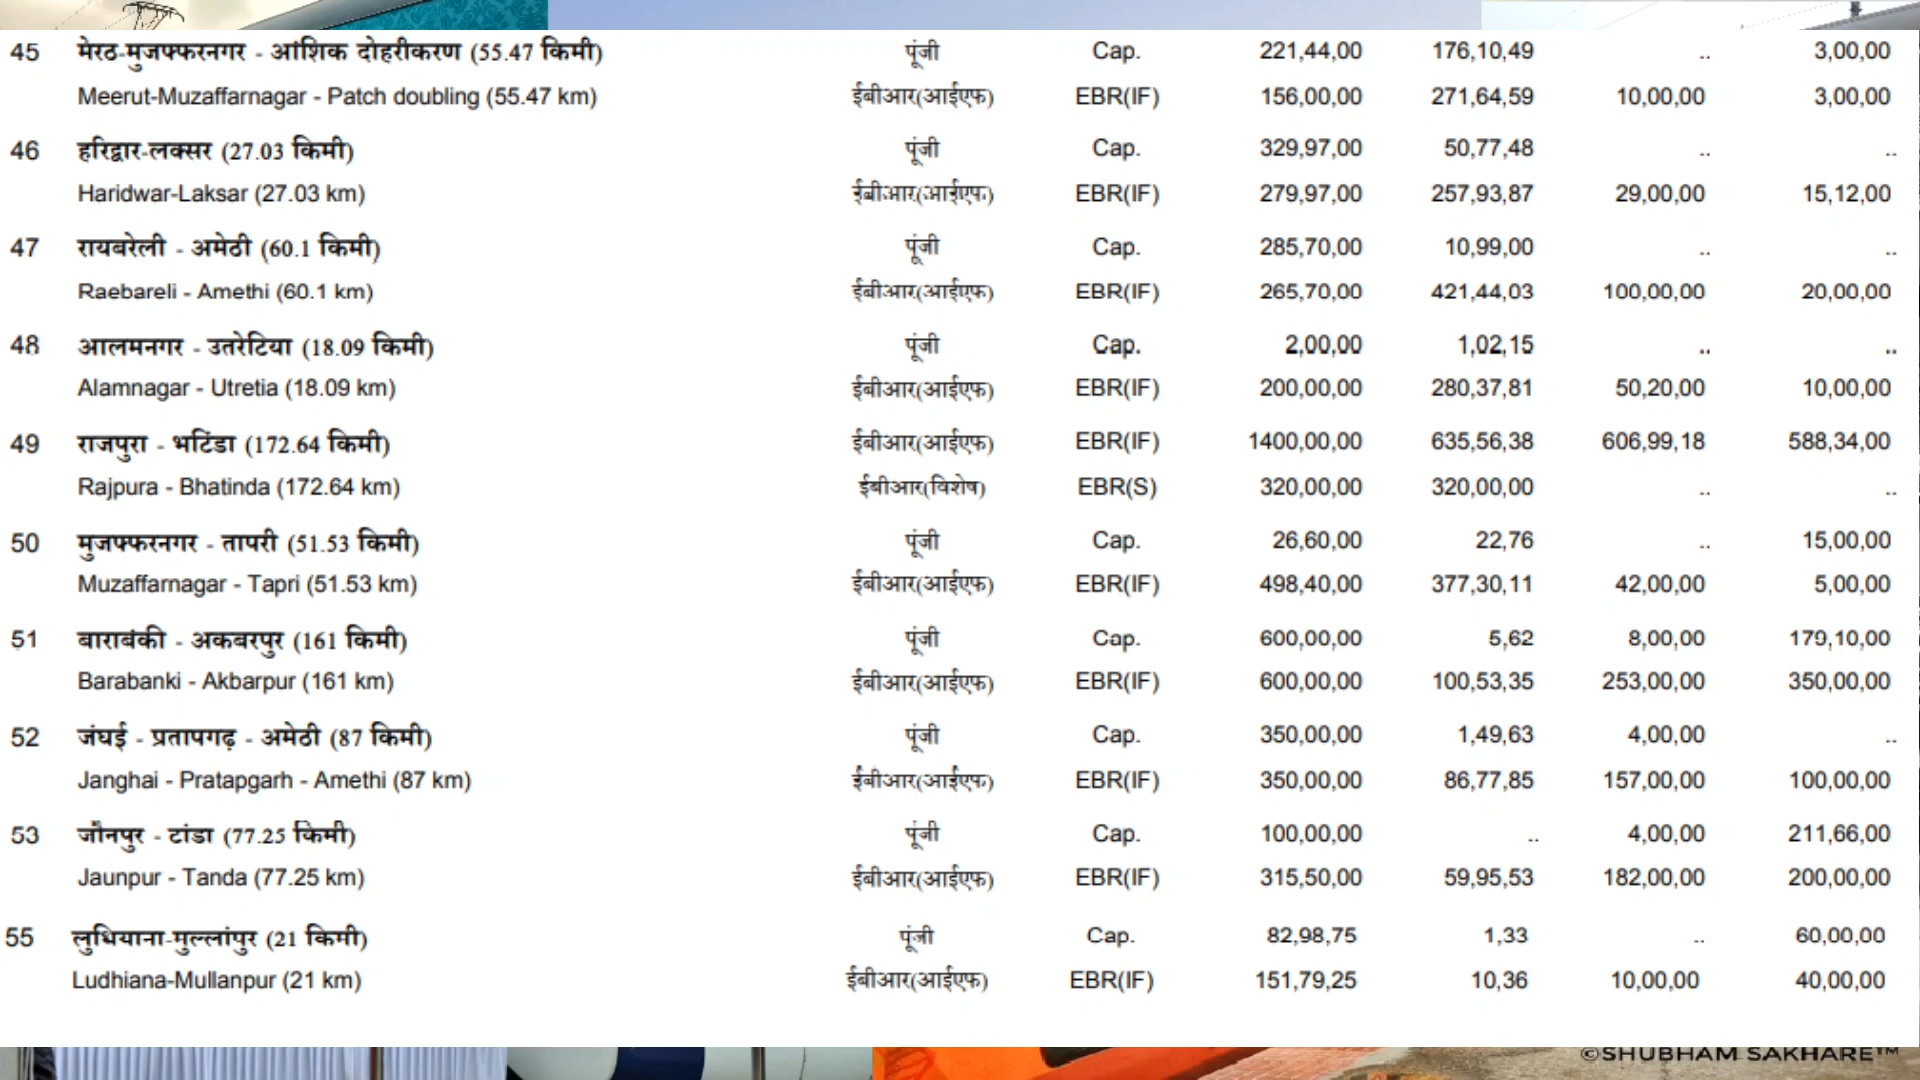 45 मेरठ-मुजफ्फरनगर - आंशिक दोहरीकरण (55.47 किमी) पूंजी Cap. 221,44,00 176,10,49 .. 3,00,00
Meerut-Muzaffarnagar - Patch doubling (55.47 km) ईबीआर(आईएफ) EBR(IF) 156,00,00 271,64,59 10,00,00 3,00,00
46 हरिद्वार-लक्सर (27.03 किमी) पूंजी Cap. 329,97,00 50,77,48 .. ..
Haridwar-Laksar (27.03 km) ईबीआर(आईएफ) EBR(IF) 279,97,00 257,93,87 29,00,00 15,12,00
47 रायबरेली - अमेठी (60.1 किमी) पूंजी Cap. 285,70,00 10,99,00 .. ..
Raebareli - Amethi (60.1 km) ईबीआर(आईएफ) EBR(IF) 265,70,00 421,44,03 100,00,00 20,00,00
48 आलमनगर - उतरेटिया (18.09 किमी) पूंजी Cap. 2,00,00 1,02,15 .. ..
Alamnagar - Utretia (18.09 km) ईबीआर(आईएफ) EBR(IF) 200,00,00 280,37,81 50,20,00 10,00,00
49 राजपुरा - भटिंडा (172.64 किमी) ईबीआर(आईएफ) EBR(IF) 1400,00,00 635,56,38 606,99,18 588,34,00
Rajpura - Bhatinda (172.64 km) ईबीआर(विशेष) EBR(S) 320,00,00 320,00,00 .. ..
50 मुजफ्फरनगर - तापरी (51.53 किमी) पूंजी Cap. 26,60,00 22,76 .. 15,00,00
Muzaffarnagar - Tapri (51.53 km) ईबीआर(आईएफ) EBR(IF) 498,40,00 377,30,11 42,00,00 5,00,00
51 बाराबंकी - अकबरपुर (161 किमी) पूंजी Cap. 600,00,00 5,62 8,00,00 179,10,00
Barabanki - Akbarpur (161 km) ईबीआर(आईएफ) EBR(IF) 600,00,00 100,53,35 253,00,00 350,00,00
52 जंघई - प्रतापगढ़ - अमेठी (87 किमी) पूंजी Cap. 350,00,00 1,49,63 4,00,00 ..
Janghai - Pratapgarh - Amethi (87 km) ईबीआर(आईएफ) EBR(IF) 350,00,00 86,77,85 157,00,00 100,00,00
53 जौनपुर - टांडा (77.25 किमी) पूंजी Cap. 100,00,00 .. 4,00,00 211,66,00
Jaunpur - Tanda (77.25 km) ईबीआर(आईएफ) EBR(IF) 315,50,00 59,95,53 182,00,00 200,00,00
55 लुधियाना-मुल्लांपुर (21 किमी) पूंजी Cap. 82,98,75 1,33 .. 60,00,00
Ludhiana-Mullanpur (21 km) ईबीआर(आईएफ) EBR(IF) 151,79,25 10,36 10,00,00 40,00,00
©SHUBHAM SAKHARE™